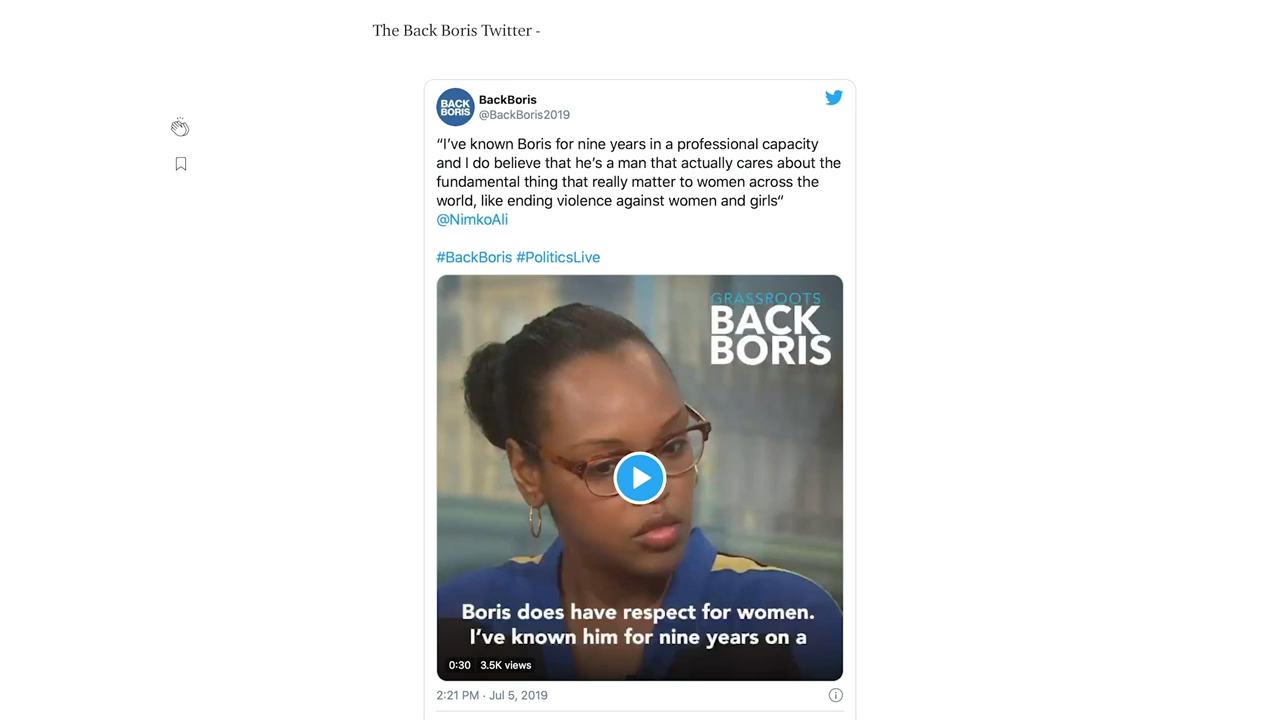 The Back Boris Twitter -
BACK
BORIS
BackBoris
@BackBoris2019
“I’ve known Boris for nine years in a professional capacity
and I do believe that he’s a man that actually cares about the
fundamental thing that really matter to women across the
world, like ending violence against women and girls“
@NimkoAli
#BackBoris #PoliticsLive
GRASSROOTS
BACK
BORIS
Boris does have respect for women.
I’ve known him for nine years on a
0:30 3.5K views
2:21 PM · Jul 5, 2019